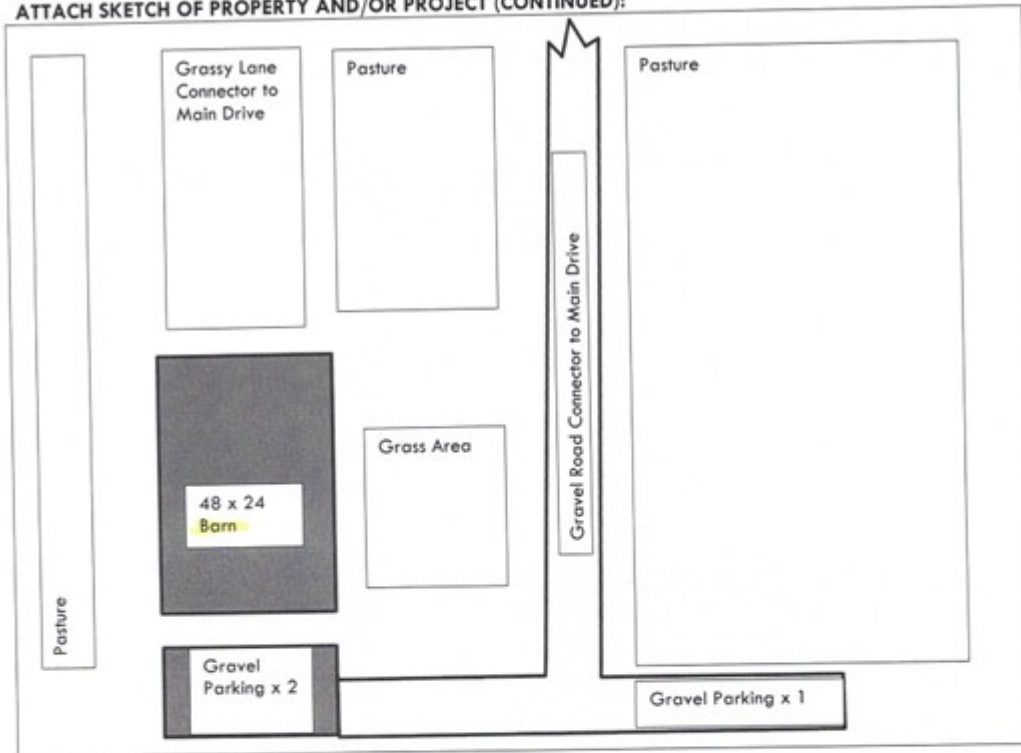 ATTACH SKETCH OF PROPERTY AND/OR PROJECT (CONTINUED):
Grassy Lane
Connector to
Main Drive
Pasture
Pasture
Gravel Road Connector to Main Drive
48 x 24
Barn
Grass Area
Pasture
Gravel
Parking x 2
Gravel Parking x 1